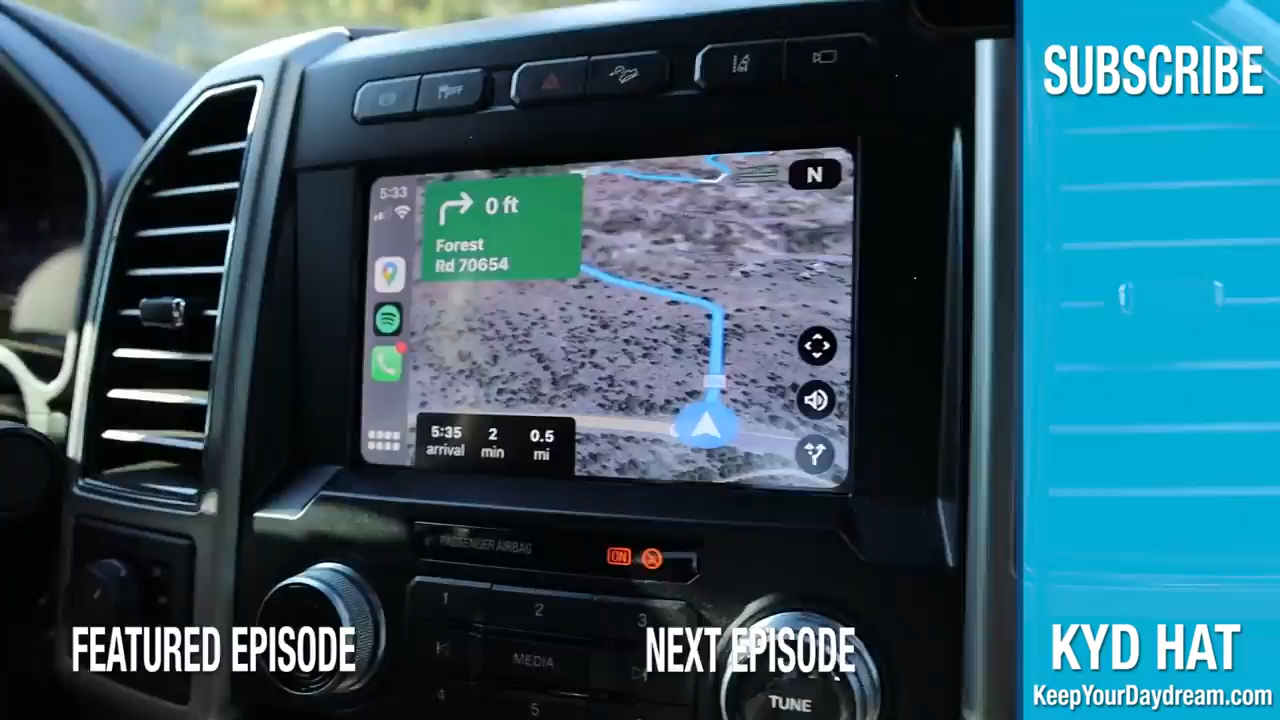 SUBSCRIBE
OFF
5:33
N
0 ft
Forest
Rd 70654
5:35
arrival
2
min
0.5
mi
PASSENGER AIRBAG
ON
1
2
3
MEDIA
4
5
TUNE
FEATURED EPISODE
NEXT EPISODE
KYD HAT
KeepYourDaydream.com